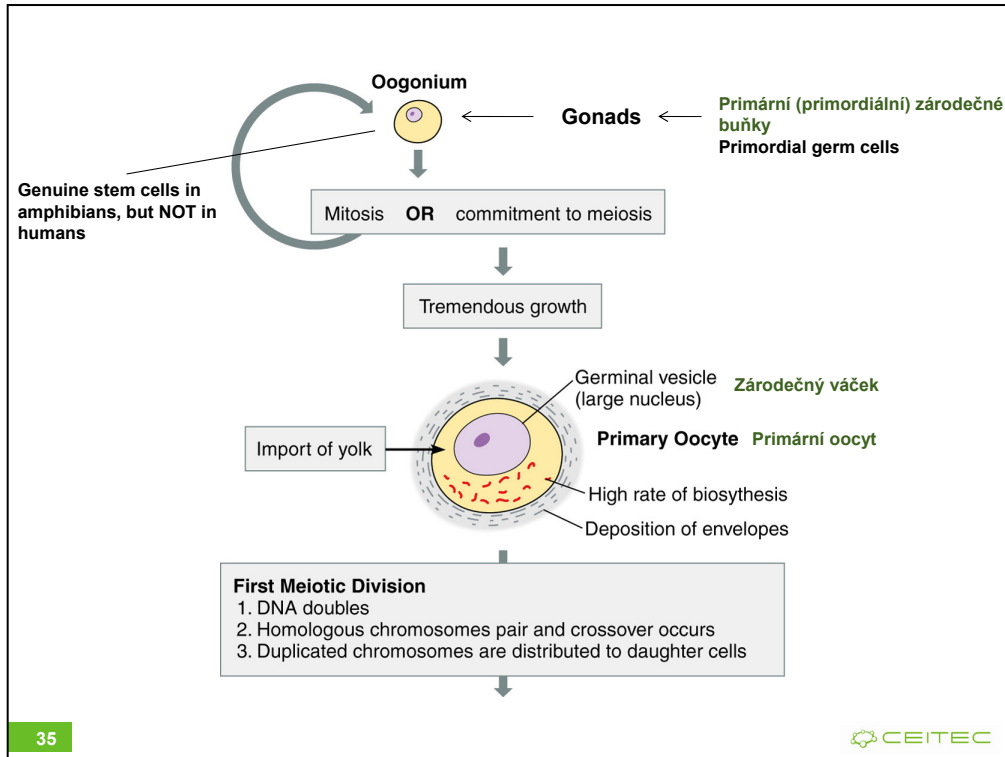 Oogonium
Gonads
Primární (primordiální) zárodečné
buňky
Primordial germ cells
Genuine stem cells in
amphibians, but NOT in
humans
Mitosis OR commitment to meiosis
Tremendous growth
Germinal vesicle
(large nucleus)
Zárodečný váček
Primary Oocyte Primární oocyt
Import of yolk
High rate of biosythesis
Deposition of envelopes
First Meiotic Division
1. DNA doubles
2. Homologous chromosomes pair and crossover occurs
3. Duplicated chromosomes are distributed to daughter cells
35
CEITEC